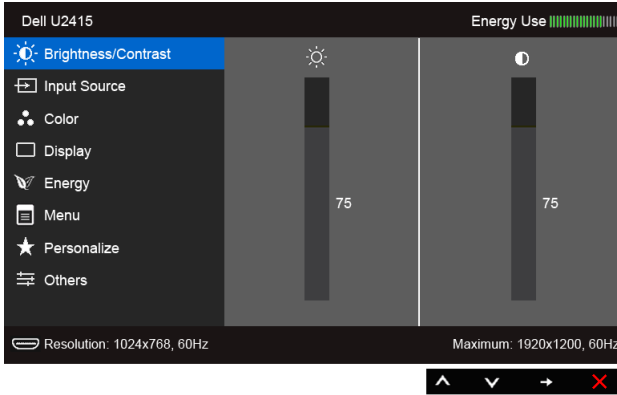 Dell U2415
Energy Use
Brightness/Contrast
Input Source
Color
Display
Energy
Menu
Personalize
Others
75
75
Resolution: 1024x768, 60Hz
Maximum: 1920x1200, 60Hz